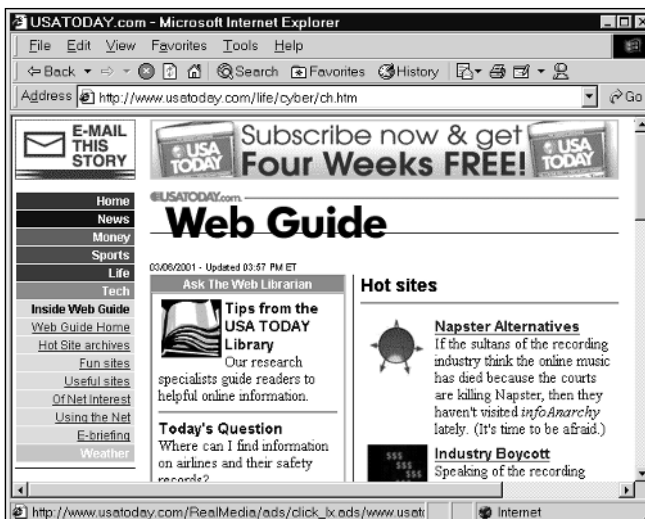 USATODAY.com - Microsoft Internet Explorer
File Edit View Favorites Tools Help
Back Search Favorites History
Address http://www.usatoday.com/life/cyber/ch.htm Go
E-MAIL
THIS
STORY
USA
TODAY
Subscribe now & get
Four Weeks FREE!
USA
TODAY
Home
News
Money
Sports
Life
Tech
Inside Web Guide
Web Guide Home
Hot Site archives
Fun sites
Useful sites
Of Net Interest
Using the Net
E-briefing
Weather
USATODAY.com
Web Guide
03/06/2001 - Updated 03:57 PM ET
Ask The Web Librarian
Tips from the
USA TODAY
Library
Our research
specialists guide readers to
helpful online information.
Today's Question
Where can I find information
on airlines and their safety
records?
Hot sites
Napster Alternatives
If the sultans of the recording
industry think the online music
has died because the courts
are killing Napster, then they
haven't visited infoAnarchy
lately. (It's time to be afraid.)
$$$
$$$
$$$
Industry Boycott
Speaking of the recording
http://www.usatoday.com/RealMedia/ads/click_lx.ads/www.usat Internet